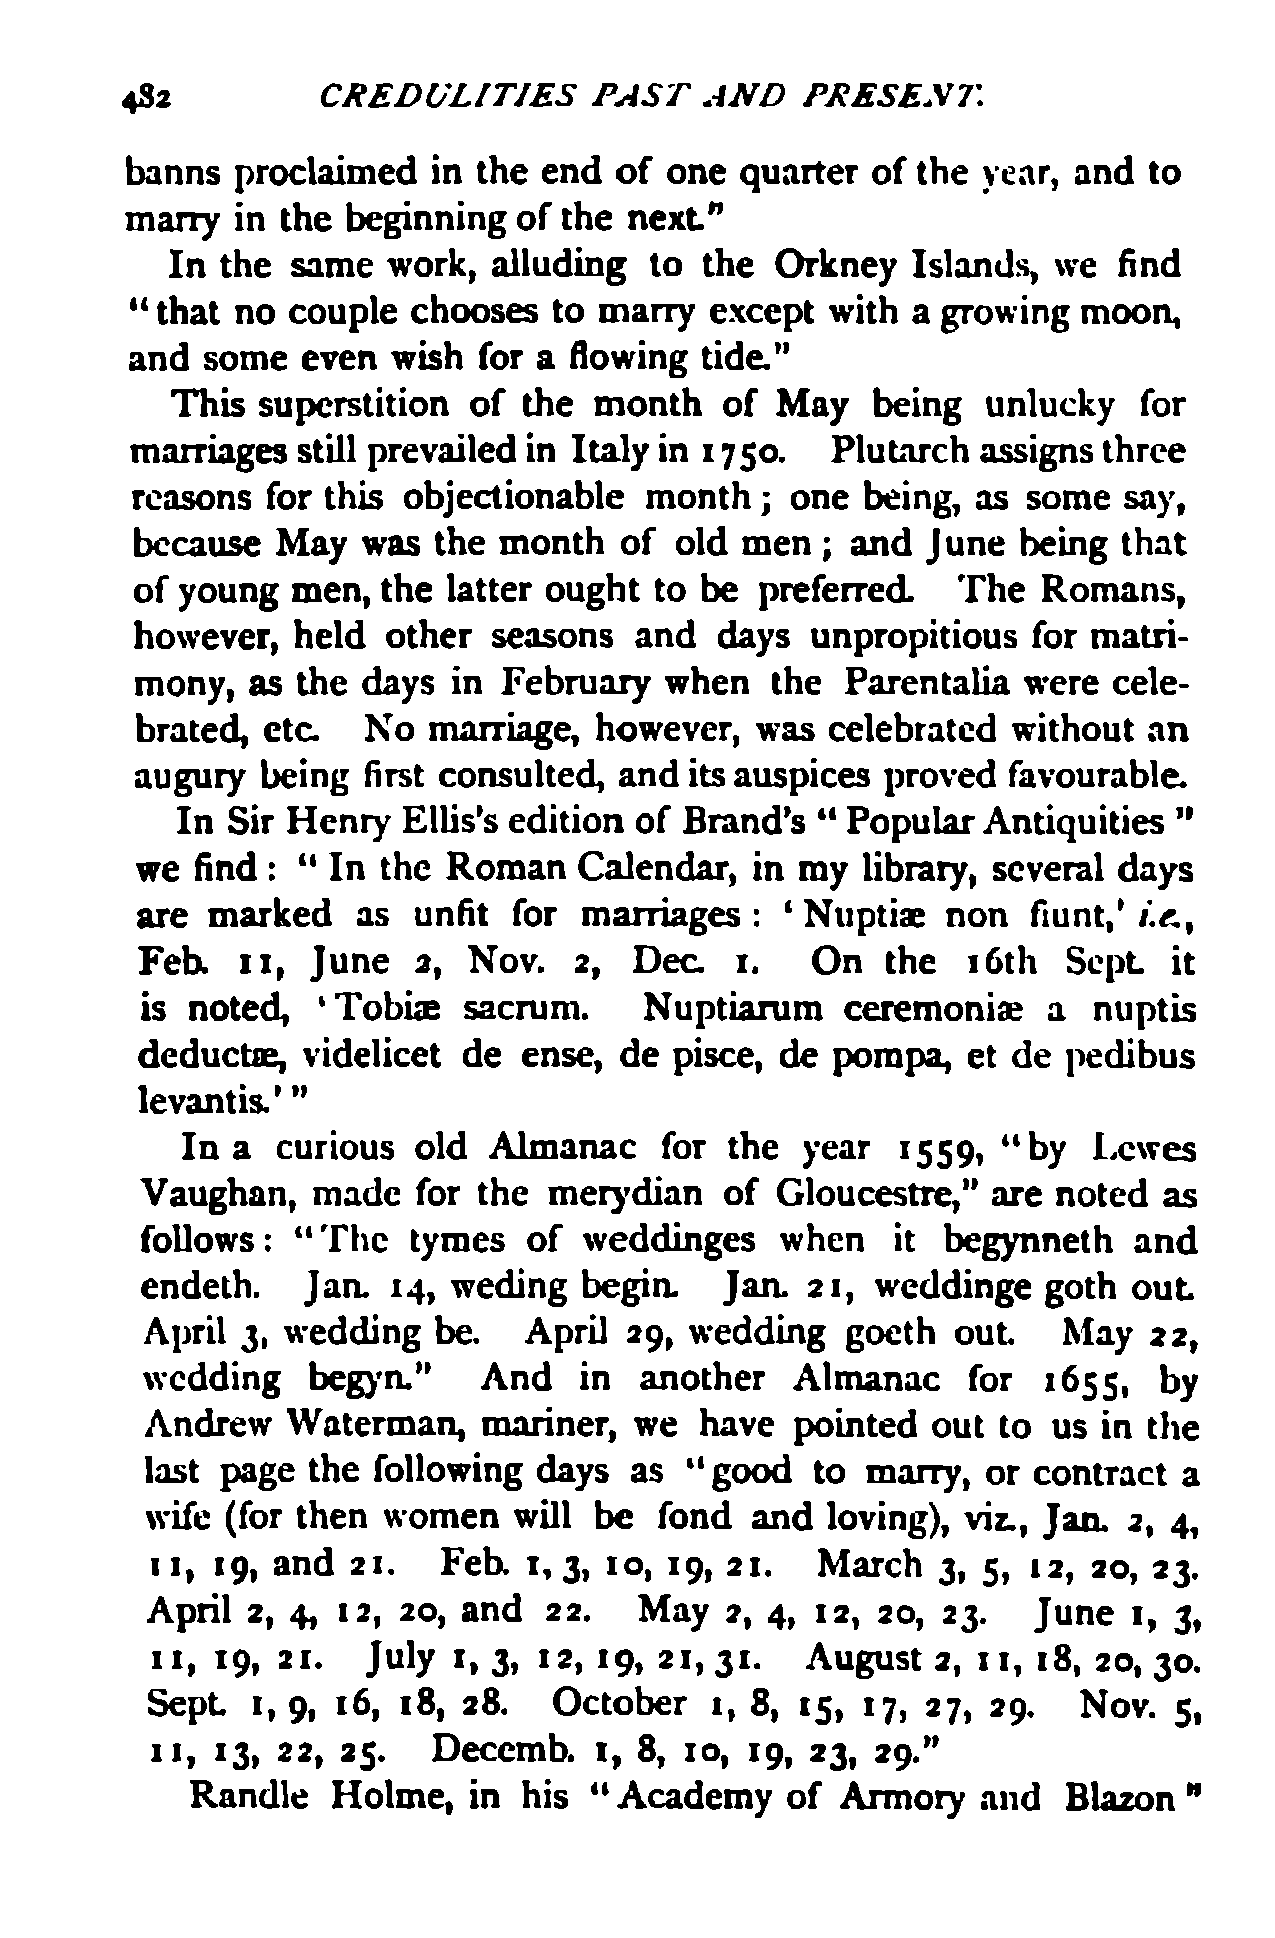 482 CREDULITIES PAST AND PRESENT.
banns proclaimed in the end of one quarter of the year, and to
marry in the beginning of the next."
In the same work, alluding to the Orkney Islands, we find
"that no couple chooses to marry except with a growing moon,
and some even wish for a flowing tide."
This superstition of the month of May being unlucky for
marriages still prevailed in Italy in 1750. Plutarch assigns three
reasons for this objectionable month; one being, as some say,
because May was the month of old men; and June being that
of young men, the latter ought to be preferred. The Romans,
however, held other seasons and days unpropitious for matri-
mony, as the days in February when the Parentalia were cele-
brated, etc. No marriage, however, was celebrated without an
augury being first consulted, and its auspices proved favourable.
In Sir Henry Ellis's edition of Brand's "Popular Antiquities"
we find: "In the Roman Calendar, in my library, several days
are marked as unfit for marriages: 'Nuptiæ non fiunt,' i.e.,
Feb. 11, June 2, Nov. 2, Dec. 1. On the 16th Sept. it
is noted, 'Tobiæ sacrum. Nuptiarum ceremoniæ a nuptis
deductæ, videlicet de ense, de pisce, de pompa, et de pedibus
levantis.'"
In a curious old Almanac for the year 1559, "by Lewes
Vaughan, made for the merydian of Gloucestre," are noted as
follows: "The tymes of weddinges when it begynneth and
endeth. Jan. 14, weding begin. Jan. 21, weddinge goth out.
April 3, wedding be. April 29, wedding goeth out. May 22,
wedding begyn." And in another Almanac for 1655, by
Andrew Waterman, mariner, we have pointed out to us in the
last page the following days as "good to marry, or contract a
wife (for then women will be fond and loving), viz., Jan. 2, 4,
11, 19, and 21. Feb. 1, 3, 10, 19, 21. March 3, 5, 12, 20, 23.
April 2, 4, 12, 20, and 22. May 2, 4, 12, 20, 23. June 1, 3,
11, 19, 21. July 1, 3, 12, 19, 21, 31. August 2, 11, 18, 20, 30.
Sept. 1, 9, 16, 18, 28. October 1, 8, 15, 17, 27, 29. Nov. 5,
11, 13, 22, 25. Decemb. 1, 8, 10, 19, 23, 29."
Randle Holme, in his "Academy of Armory and Blazon"